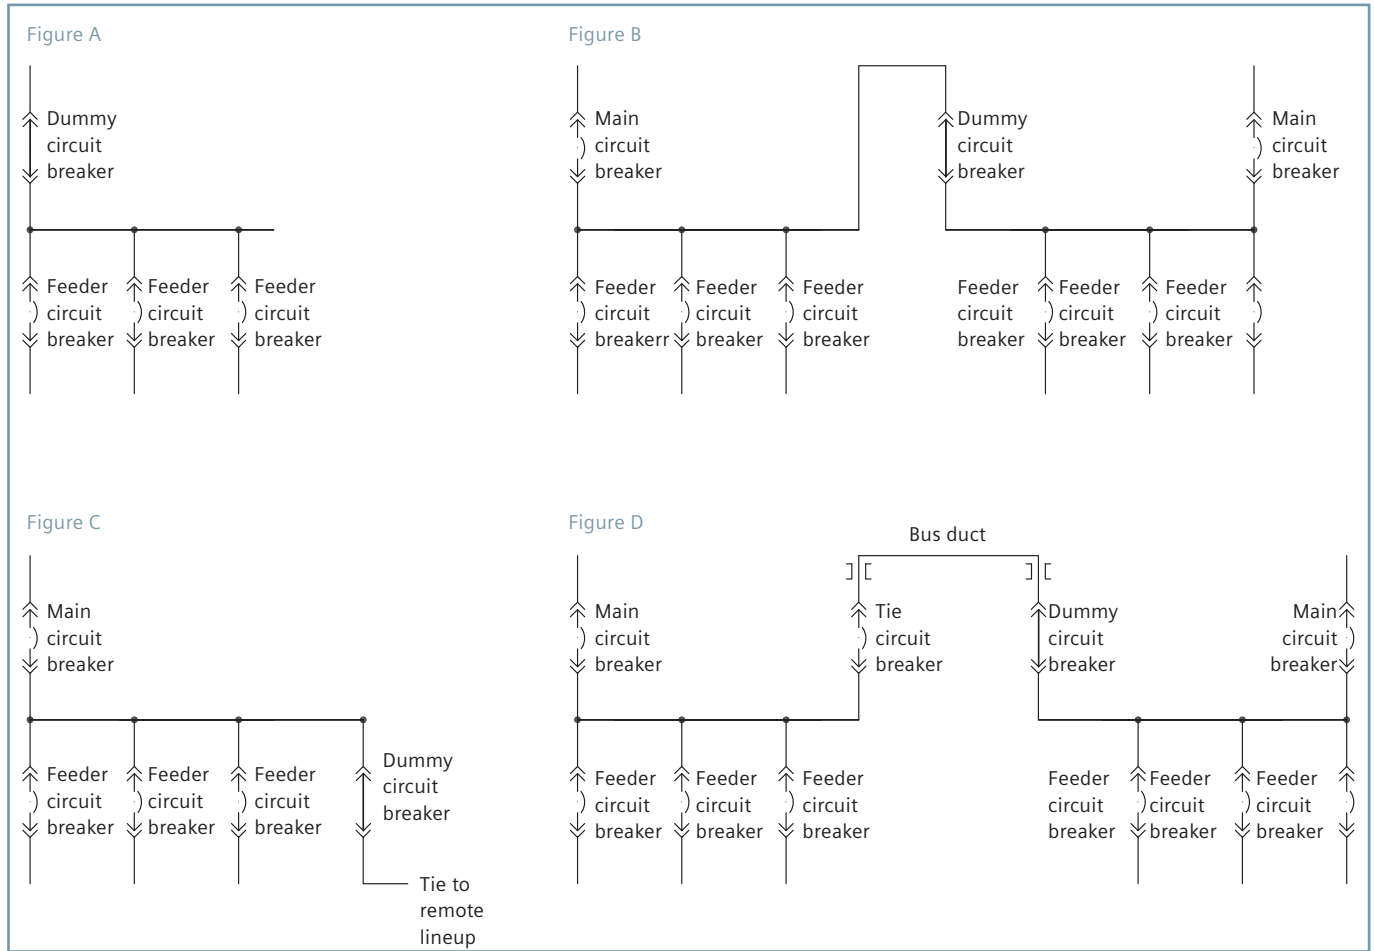 Figure A
Dummy
circuit
breaker
Feeder
circuit
breaker
Feeder
circuit
breaker
Feeder
circuit
breaker
Figure B
Main
circuit
breaker
Dummy
circuit
breaker
Main
circuit
breaker
Feeder
circuit
breakerr
Feeder
circuit
breaker
Feeder
circuit
breaker
Feeder
circuit
breaker
Feeder
circuit
breaker
Feeder
circuit
breaker
Figure C
Main
circuit
breaker
Feeder
circuit
breaker
Feeder
circuit
breaker
Feeder
circuit
breaker
Dummy
circuit
breaker
Tie to
remote
lineup
Figure D
Bus duct
Main
circuit
breaker
Tie
circuit
breaker
Dummy
circuit
breaker
Main
circuit
breaker
Feeder
circuit
breaker
Feeder
circuit
breaker
Feeder
circuit
breaker
Feeder
circuit
breaker
Feeder
circuit
breaker
Feeder
circuit
breaker